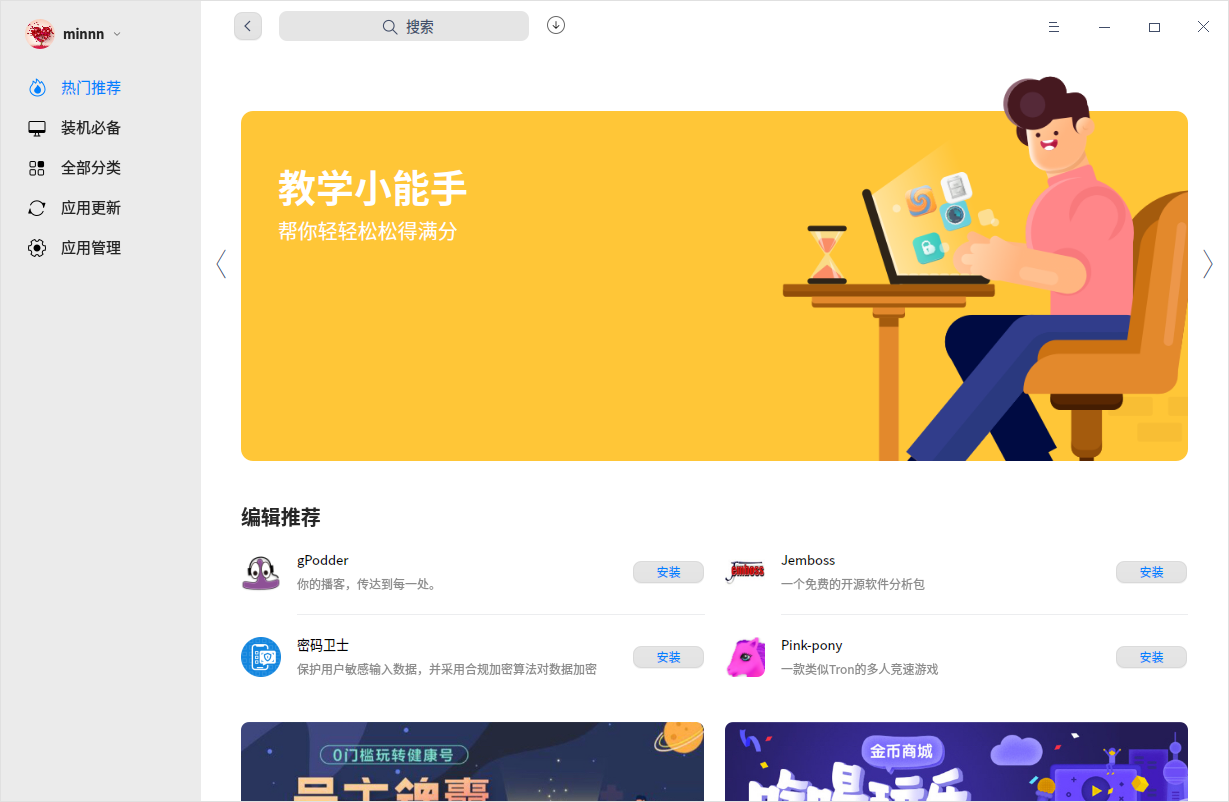 minnn
搜索
热门推荐
装机必备
全部分类
应用更新
应用管理
教学小能手
帮你轻轻松松得满分
编辑推荐
gPodder
你的播客，传达到每一处。
安装
Jemboss
一个免费的开源软件分析包
安装
密码卫士
保护用户敏感输入数据，并采用合规加密算法对数据加密
安装
Pink-pony
一款类似Tron的多人竞速游戏
安装
0门槛玩转健康号
金币商城